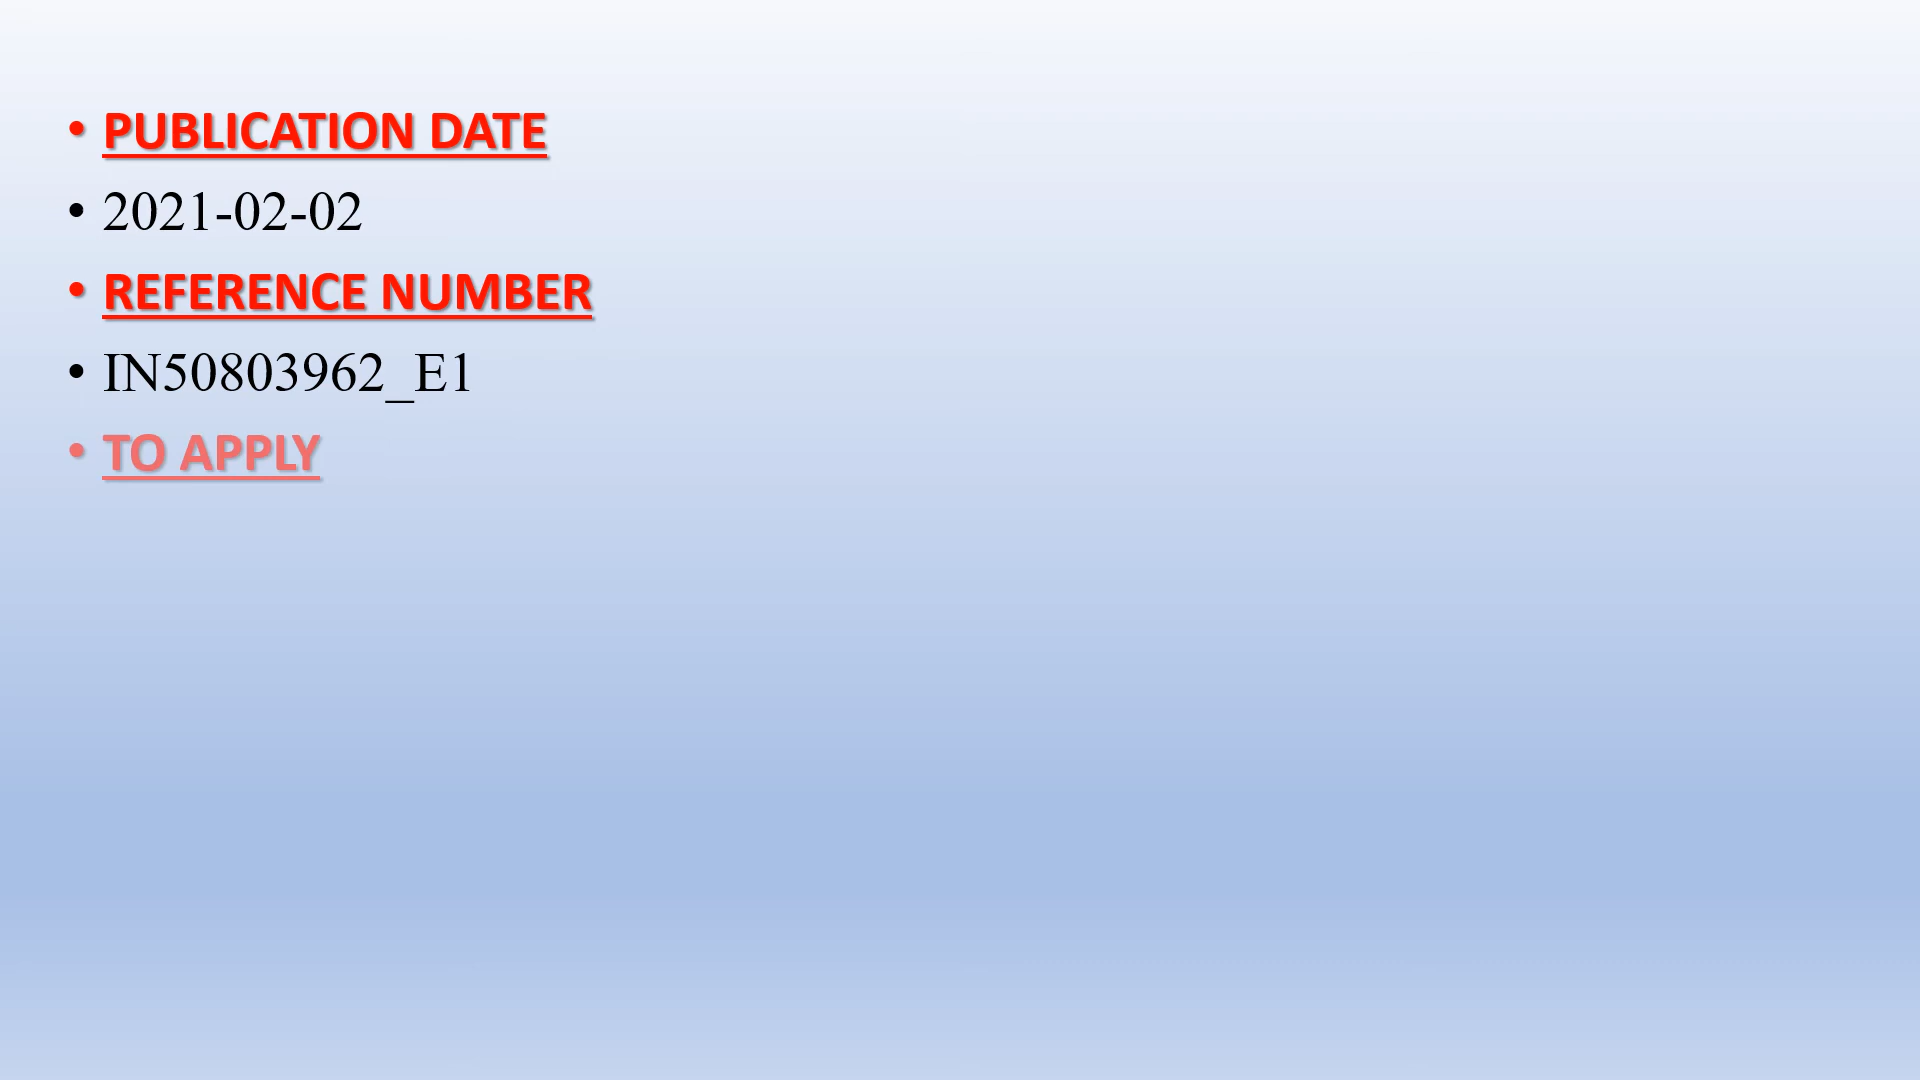 • PUBLICATION DATE
• 2021-02-02
• REFERENCE NUMBER
• IN50803962_E1
• TO APPLY